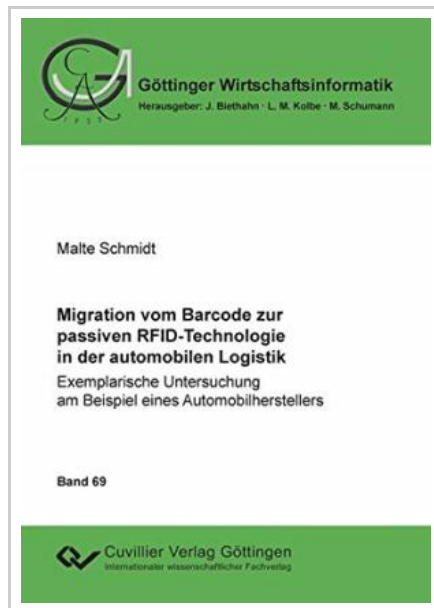 Göttinger Wirtschaftsinformatik
Herausgeber: J. Biethahn · L. M. Kolbe · M. Schumann
Malte Schmidt
Migration vom Barcode zur
passiven RFID-Technologie
in der automobilen Logistik
Exemplarische Untersuchung
am Beispiel eines Automobilherstellers
Band 69
Cuvillier Verlag Göttingen
Internationaler wissenschaftlicher Fachverlag